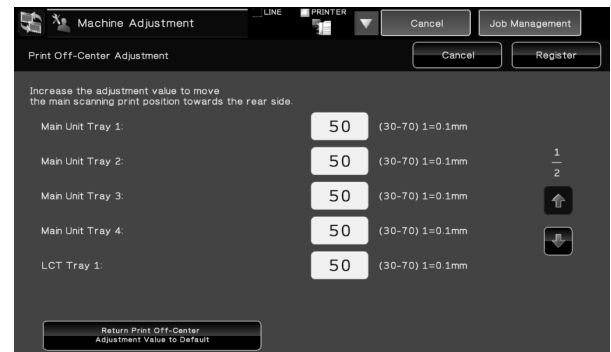 Machine Adjustment
LINE
PRINTER
Cancel
Job Management
Print Off-Center Adjustment
Cancel
Register
Increase the adjustment value to move
the main scanning print position towards the rear side.
Main Unit Tray 1: 50 (30-70) 1=0.1mm
Main Unit Tray 2: 50 (30-70) 1=0.1mm
Main Unit Tray 3: 50 (30-70) 1=0.1mm
Main Unit Tray 4: 50 (30-70) 1=0.1mm
LCT Tray 1: 50 (30-70) 1=0.1mm
1
2
Return Print Off-Center
Adjustment Value to Default